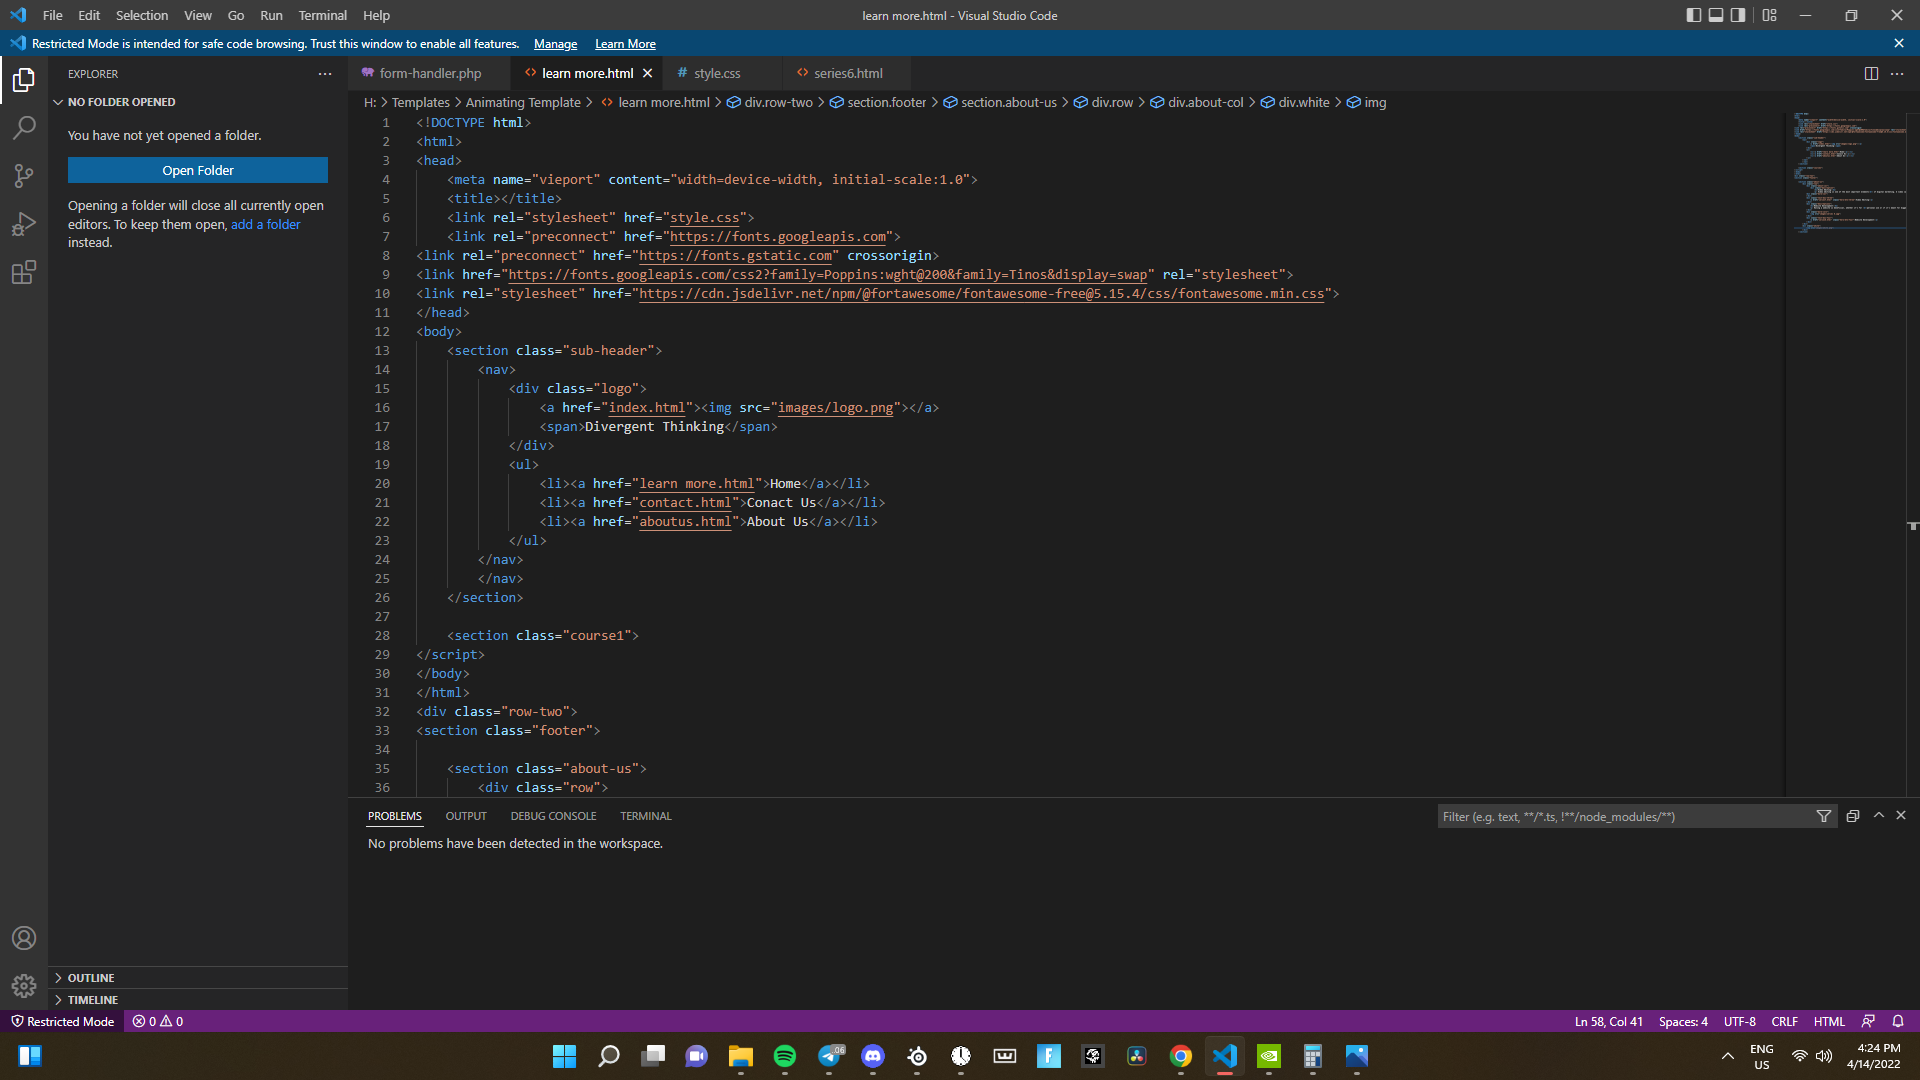 File Edit Selection View Go Run Terminal Help
learn more.html - Visual Studio Code
Restricted Mode is intended for safe code browsing. Trust this window to enable all features. Manage Learn More
EXPLORER
NO FOLDER OPENED
You have not yet opened a folder.
Open Folder
Opening a folder will close all currently open
editors. To keep them open, add a folder
instead.
OUTLINE
TIMELINE
form-handler.php learn more.html # style.css series6.html
H: > Templates > Animating Template > learn more.html > div.row-two > section.footer > section.about-us > div.row > div.about-col > div.white > img
1 <!DOCTYPE html>
2 <html>
3 <head>
4 <meta name="vieport" content="width=device-width, initial-scale:1.0">
5 <title></title>
6 <link rel="stylesheet" href="style.css">
7 <link rel="preconnect" href="https://fonts.googleapis.com">
8 <link rel="preconnect" href="https://fonts.gstatic.com" crossorigin>
9 <link href="https://fonts.googleapis.com/css2?family=Poppins:wght@200&family=Tinos&display=swap" rel="stylesheet">
10 <link rel="stylesheet" href="https://cdn.jsdelivr.net/npm/@fortawesome/fontawesome-free@5.15.4/css/fontawesome.min.css">
11 </head>
12 <body>
13 <section class="sub-header">
14 <nav>
15 <div class="logo">
16 <a href="index.html"><img src="images/logo.png"></a>
17 <span>Divergent Thinking</span>
18 </div>
19 <ul>
20 <li><a href="learn more.html">Home</a></li>
21 <li><a href="contact.html">Conact Us</a></li>
22 <li><a href="aboutus.html">About Us</a></li>
23 </ul>
24 </nav>
25 </nav>
26 </section>
27
28 <section class="course1">
29 </script>
30 </body>
31 </html>
32 <div class="row-two">
33 <section class="footer">
34
35 <section class="about-us">
36 <div class="row">
PROBLEMS OUTPUT DEBUG CONSOLE TERMINAL
Filter (e.g. text, **/*.ts, !**/node_modules/**)
No problems have been detected in the workspace.
Restricted Mode 0 0
Ln 58, Col 41 Spaces: 4 UTF-8 CRLF HTML
.06
ENG
US
4:24 PM
4/14/2022